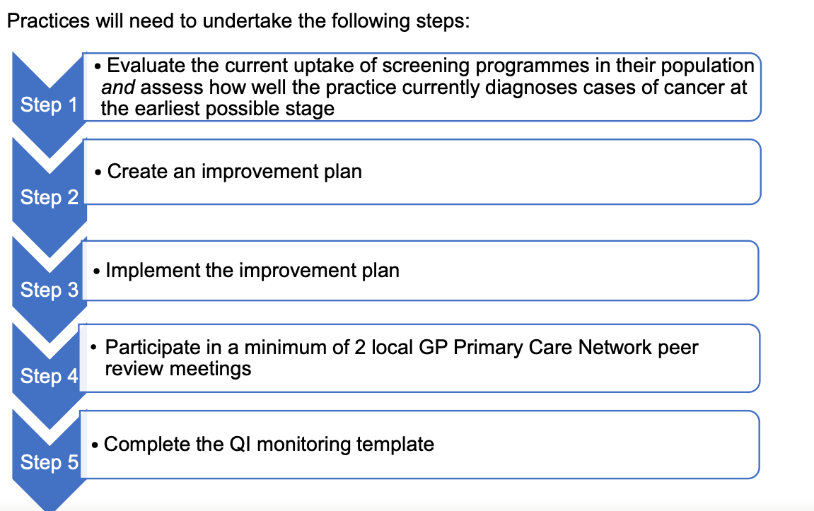 Practices will need to undertake the following steps:
Step 1
• Evaluate the current uptake of screening programmes in their population
and assess how well the practice currently diagnoses cases of cancer at
the earliest possible stage
Step 2
• Create an improvement plan
Step 3
• Implement the improvement plan
Step 4
• Participate in a minimum of 2 local GP Primary Care Network peer
review meetings
Step 5
• Complete the QI monitoring template